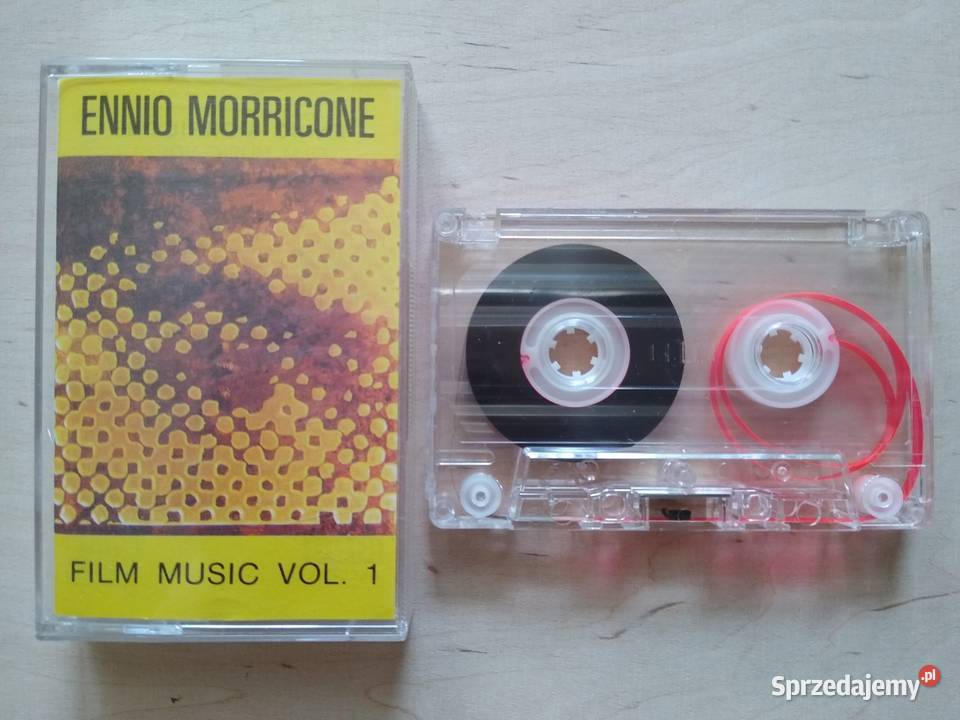 ENNIO MORRICONE
FILM MUSIC VOL. 1
Sprzedajemy.pl